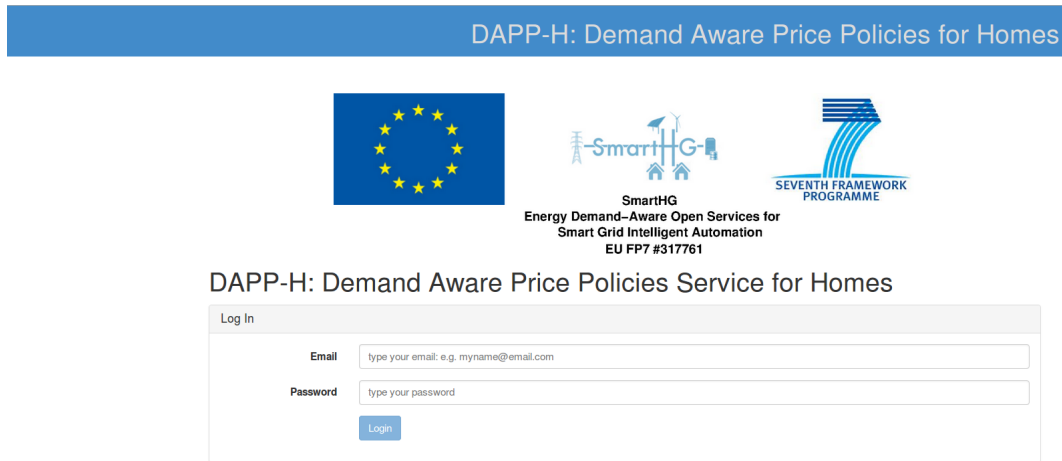 DAPP-H: Demand Aware Price Policies for Homes
SmartHG
SEVENTH FRAMEWORK
PROGRAMME
SmartHG
Energy Demand–Aware Open Services for
Smart Grid Intelligent Automation
EU FP7 #317761
DAPP-H: Demand Aware Price Policies Service for Homes
Log In
Email
type your email: e.g. myname@email.com
Password
type your password
Login